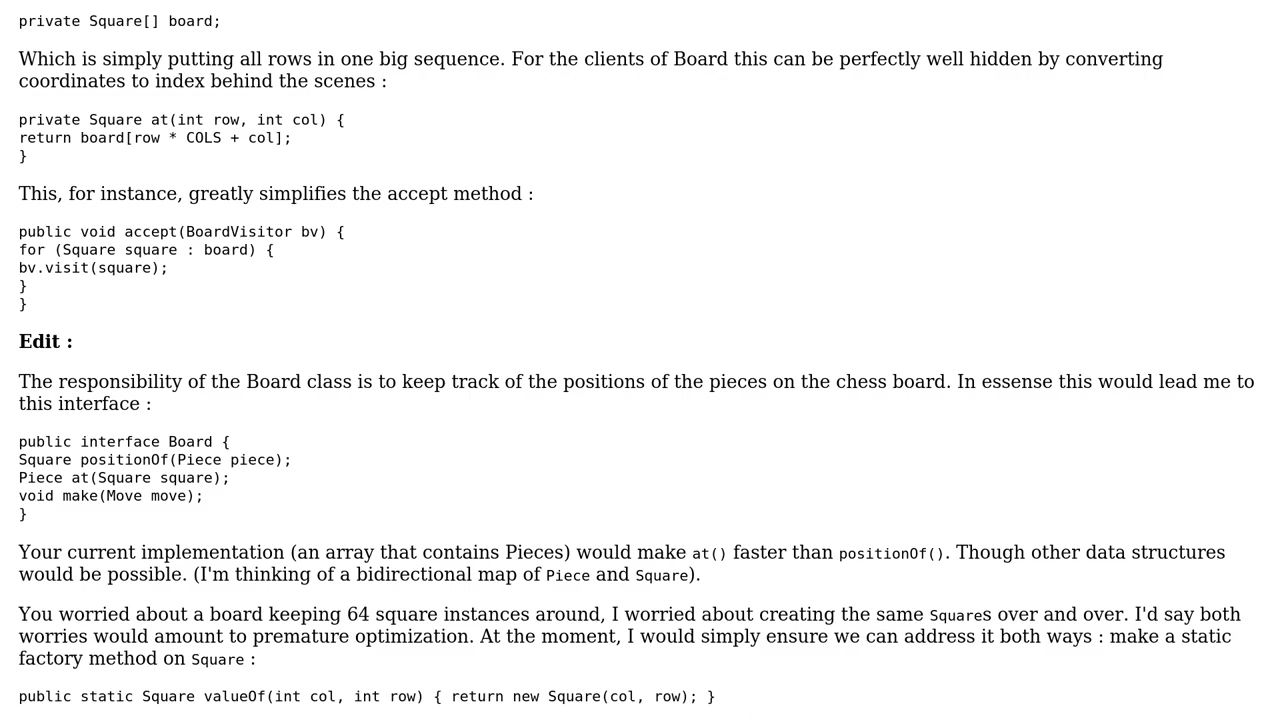 private Square[] board;
Which is simply putting all rows in one big sequence. For the clients of Board this can be perfectly well hidden by converting
coordinates to index behind the scenes :
private Square at(int row, int col) {
return board[row * COLS + col];
}
This, for instance, greatly simplifies the accept method :
public void accept(BoardVisitor bv) {
for (Square square : board) {
bv.visit(square);
}
}
Edit :
The responsibility of the Board class is to keep track of the positions of the pieces on the chess board. In essense this would lead me to
this interface :
public interface Board {
Square positionOf(Piece piece);
Piece at(Square square);
void make(Move move);
}
Your current implementation (an array that contains Pieces) would make at() faster than positionOf(). Though other data structures
would be possible. (I'm thinking of a bidirectional map of Piece and Square).
You worried about a board keeping 64 square instances around, I worried about creating the same Squares over and over. I'd say both
worries would amount to premature optimization. At the moment, I would simply ensure we can address it both ways : make a static
factory method on Square :
public static Square valueOf(int col, int row) { return new Square(col, row); }